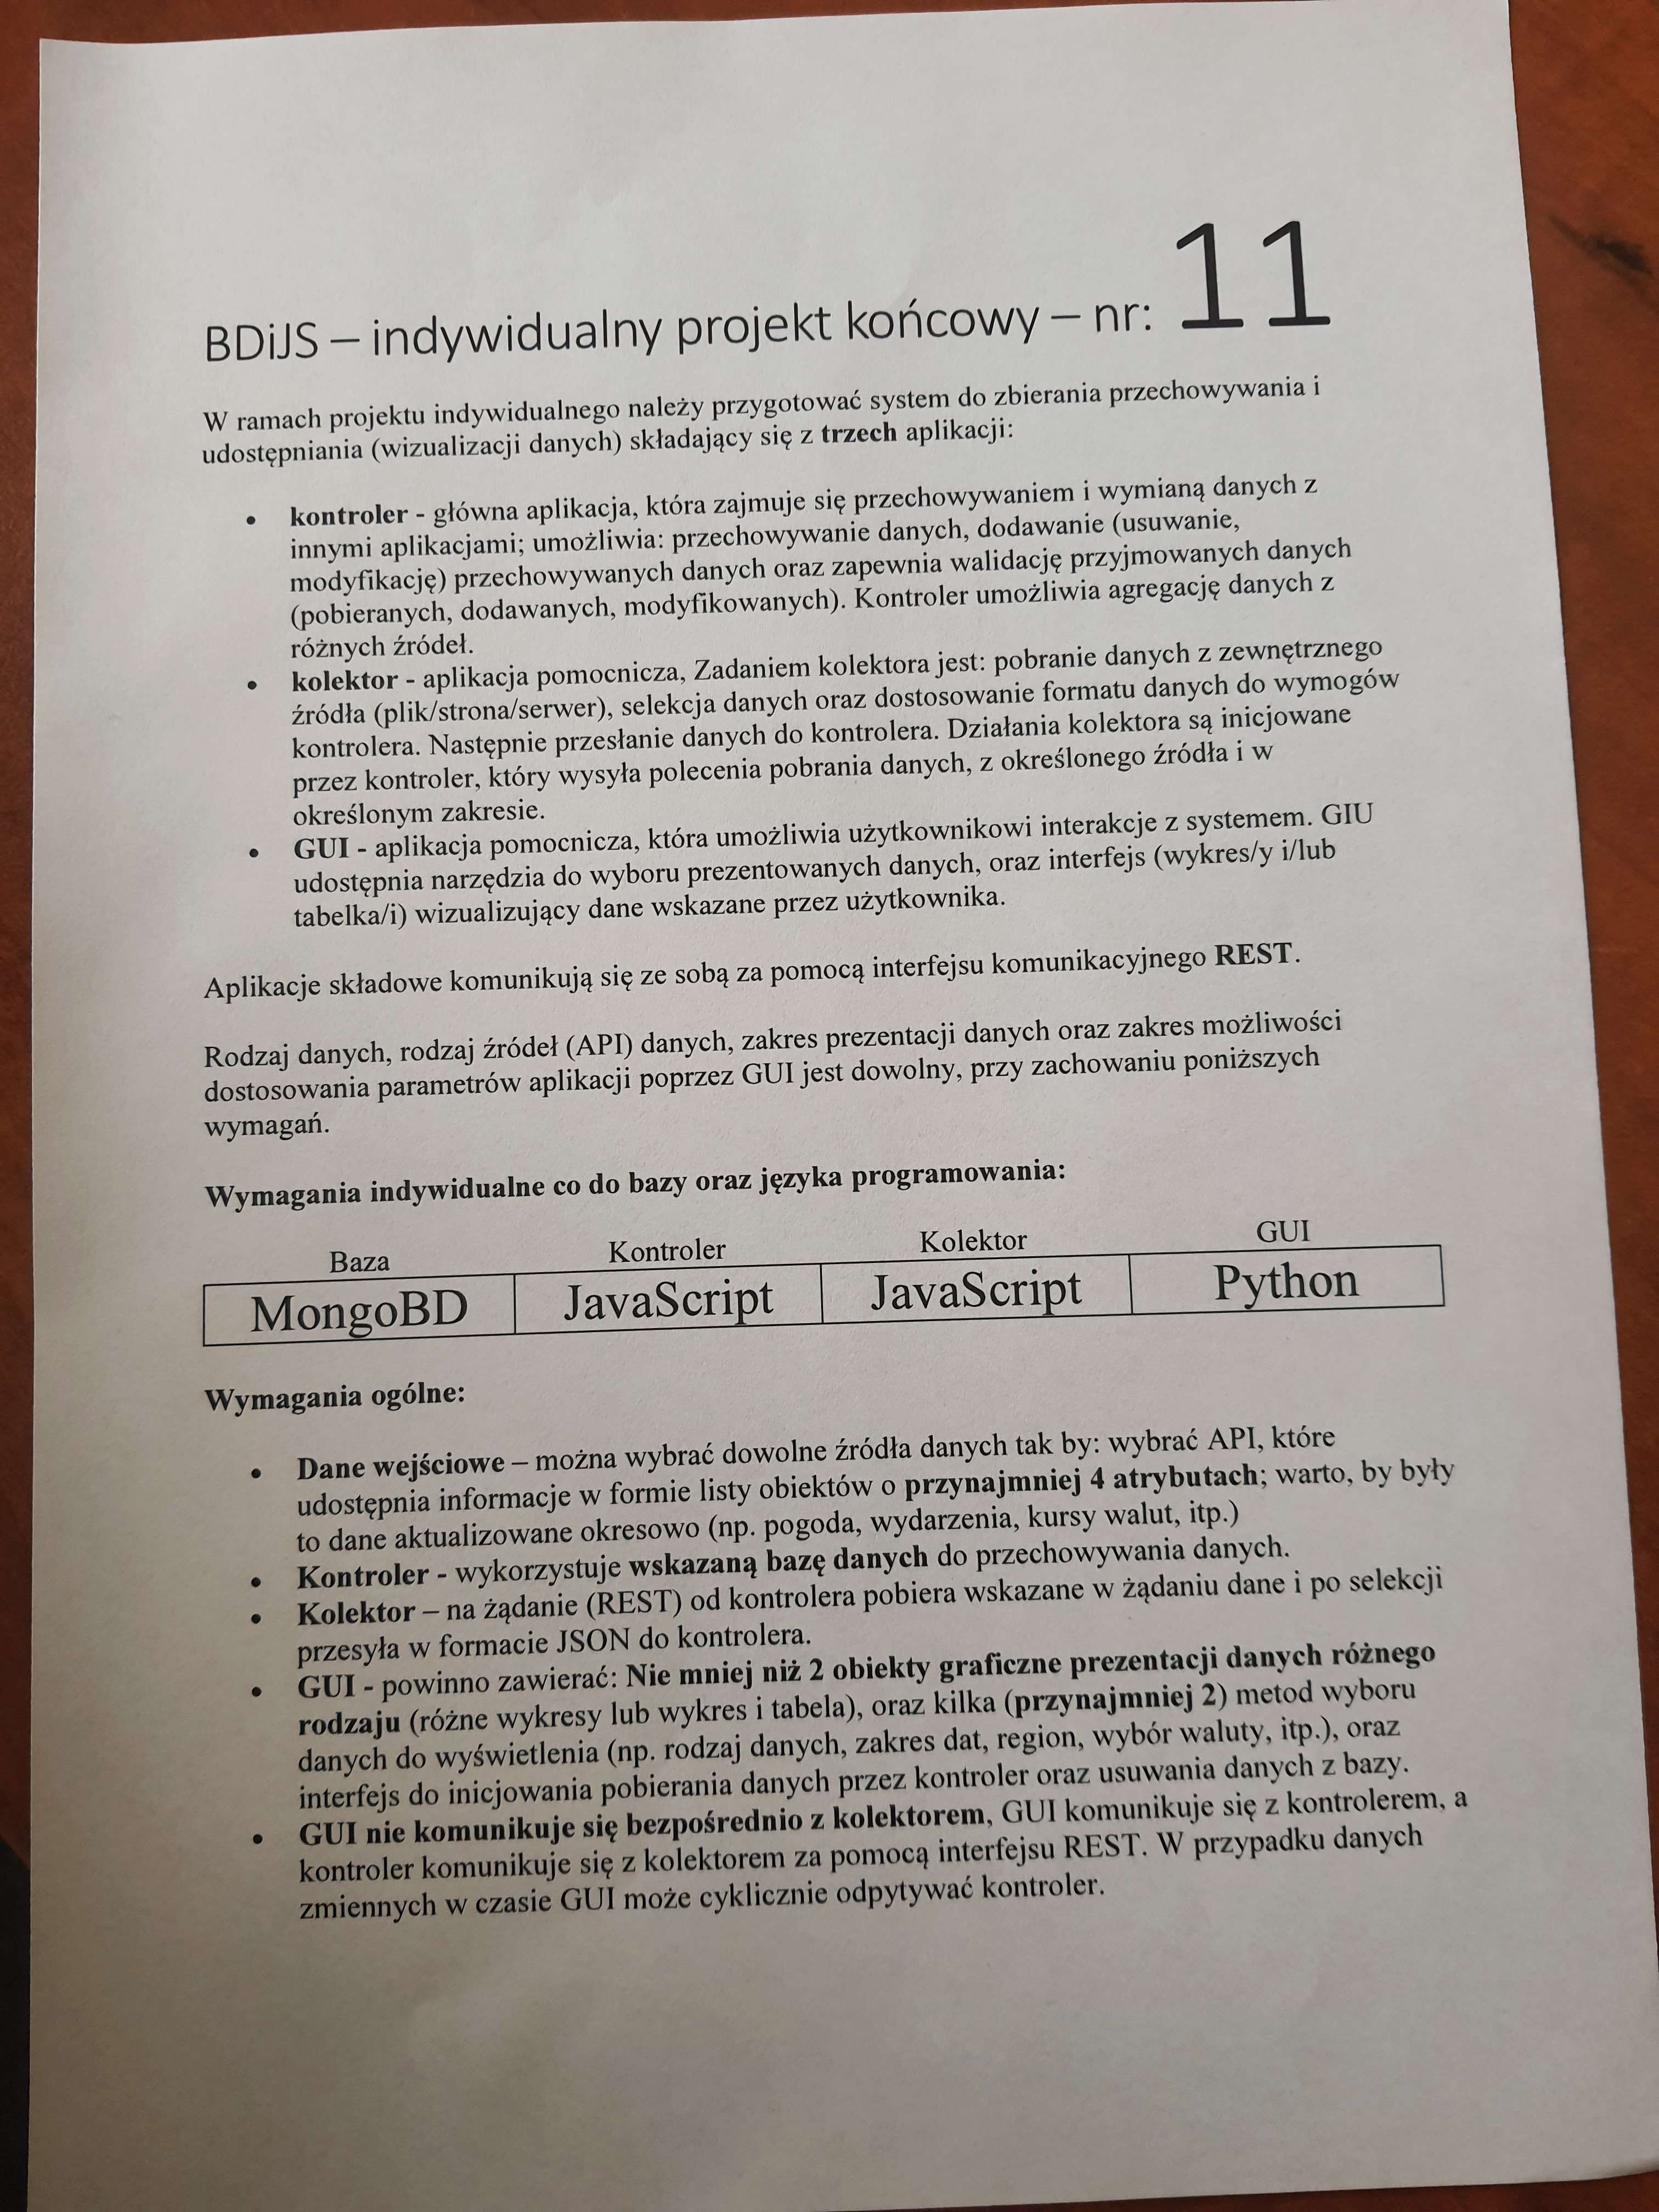 BDiJS – indywidualny projekt końcowy – nr: 11
W ramach projektu indywidualnego należy przygotować system do zbierania przechowywania i
udostępniania (wizualizacji danych) składający się z trzech aplikacji:
• kontroler - główna aplikacja, która zajmuje się przechowywaniem i wymianą danych z
innymi aplikacjami; umożliwia: przechowywanie danych, dodawanie (usuwanie,
modyfikację) przechowywanych danych oraz zapewnia walidację przyjmowanych danych
(pobieranych, dodawanych, modyfikowanych). Kontroler umożliwia agregację danych z
różnych źródeł.
• kolektor - aplikacja pomocnicza, Zadaniem kolektora jest: pobranie danych z zewnętrznego
źródła (plik/strona/serwer), selekcja danych oraz dostosowanie formatu danych do wymogów
kontrolera. Następnie przesłanie danych do kontrolera. Działania kolektora są inicjowane
przez kontroler, który wysyła polecenia pobrania danych, z określonego źródła i w
określonym zakresie.
• GUI - aplikacja pomocnicza, która umożliwia użytkownikowi interakcje z systemem. GIU
udostępnia narzędzia do wyboru prezentowanych danych, oraz interfejs (wykres/y i/lub
tabelka/i) wizualizujący dane wskazane przez użytkownika.
Aplikacje składowe komunikują się ze sobą za pomocą interfejsu komunikacyjnego REST.
Rodzaj danych, rodzaj źródeł (API) danych, zakres prezentacji danych oraz zakres możliwości
dostosowania parametrów aplikacji poprzez GUI jest dowolny, przy zachowaniu poniższych
wymagań.
Wymagania indywidualne co do bazy oraz języka programowania:
Baza Kontroler Kolektor GUI
MongoBD JavaScript JavaScript Python
Wymagania ogólne:
• Dane wejściowe – można wybrać dowolne źródła danych tak by: wybrać API, które
udostępnia informacje w formie listy obiektów o przynajmniej 4 atrybutach; warto, by były
to dane aktualizowane okresowo (np. pogoda, wydarzenia, kursy walut, itp.)
• Kontroler - wykorzystuje wskazaną bazę danych do przechowywania danych.
• Kolektor – na żądanie (REST) od kontrolera pobiera wskazane w żądaniu dane i po selekcji
przesyła w formacie JSON do kontrolera.
• GUI - powinno zawierać: Nie mniej niż 2 obiekty graficzne prezentacji danych różnego
rodzaju (różne wykresy lub wykres i tabela), oraz kilka (przynajmniej 2) metod wyboru
danych do wyświetlenia (np. rodzaj danych, zakres dat, region, wybór waluty, itp.), oraz
interfejs do inicjowania pobierania danych przez kontroler oraz usuwania danych z bazy.
• GUI nie komunikuje się bezpośrednio z kolektorem, GUI komunikuje się z kontrolerem, a
kontroler komunikuje się z kolektorem za pomocą interfejsu REST. W przypadku danych
zmiennych w czasie GUI może cyklicznie odpytywać kontroler.